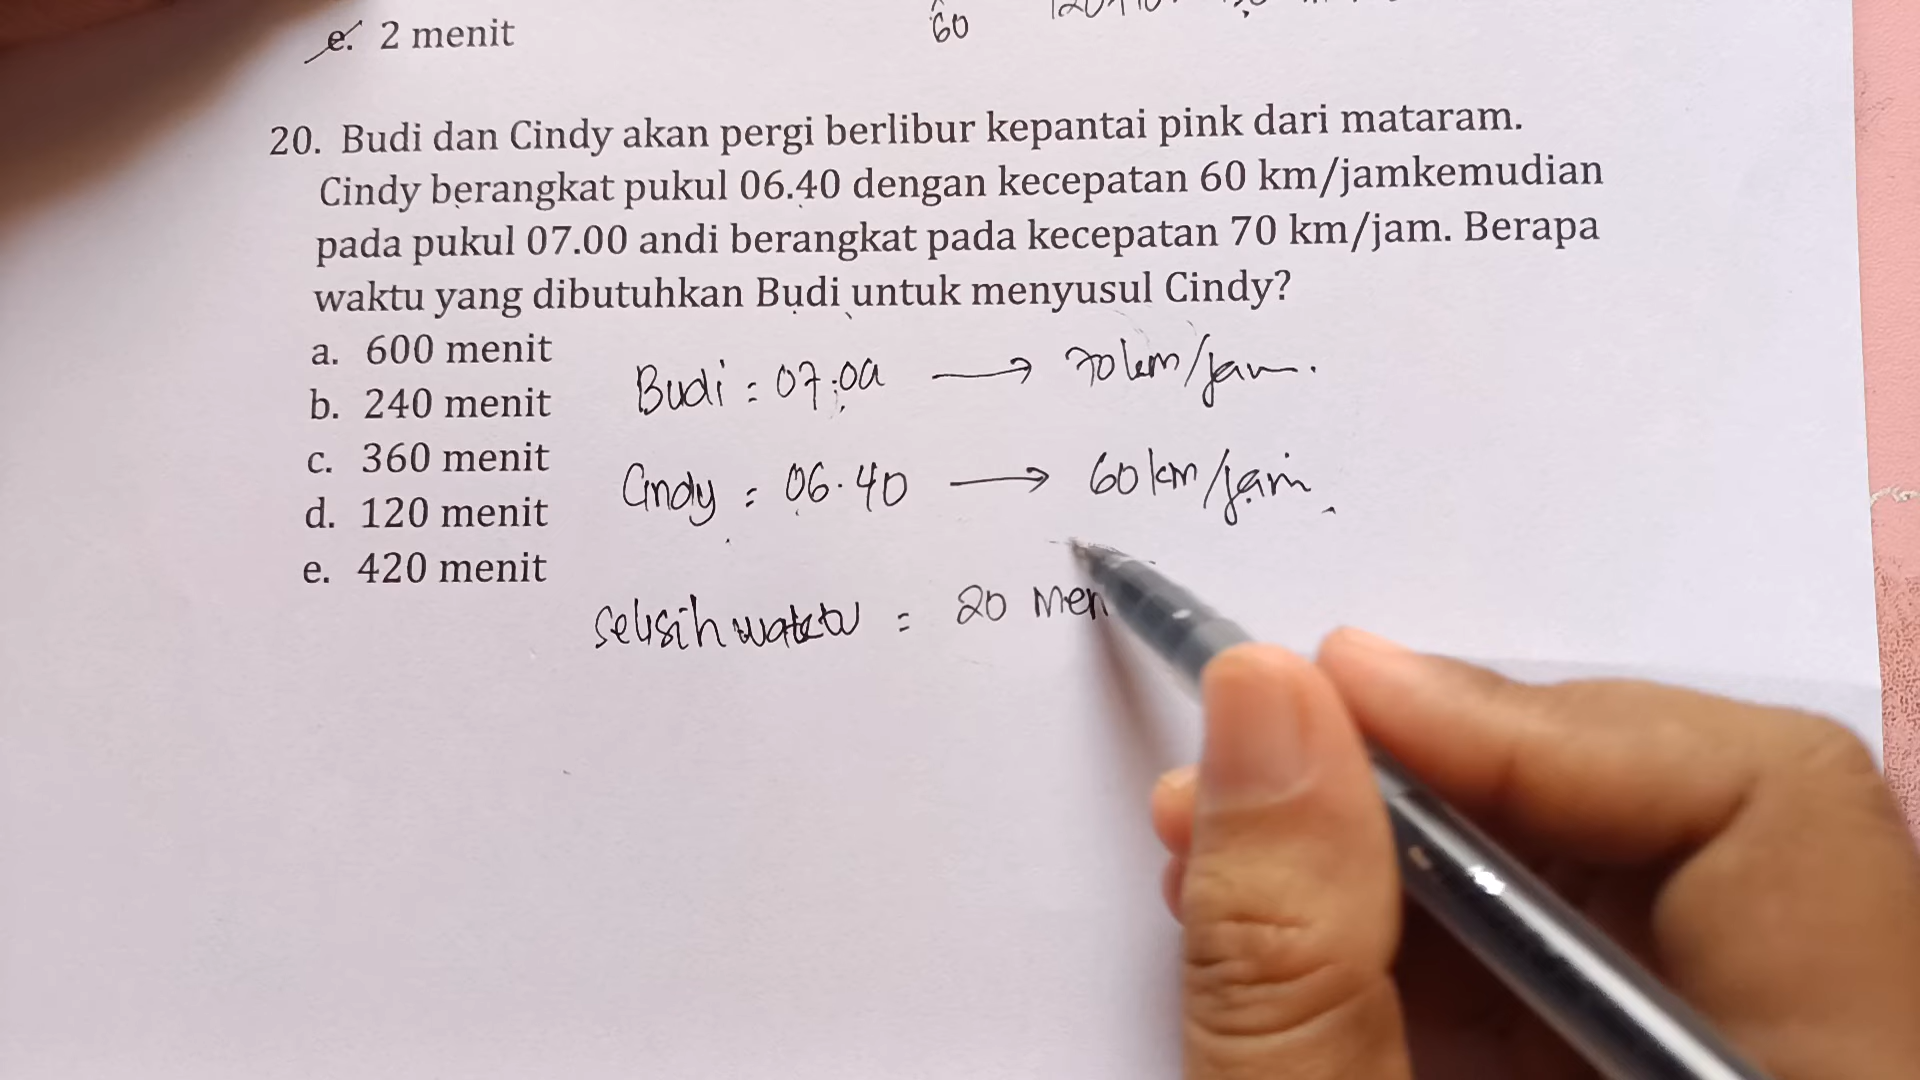 e. 2 menit
60
20. Budi dan Cindy akan pergi berlibur kepantai pink dari mataram.
Cindy berangkat pukul 06.40 dengan kecepatan 60 km/jamkemudian
pada pukul 07.00 andi berangkat pada kecepatan 70 km/jam. Berapa
waktu yang dibutuhkan Budi untuk menyusul Cindy?
a. 600 menit
b. 240 menit
c. 360 menit
d. 120 menit
e. 420 menit
Budi : 07.00 → 70 km/jam.
Cindy : 06.40 → 60 km/jam
selisih waktu = 20 men